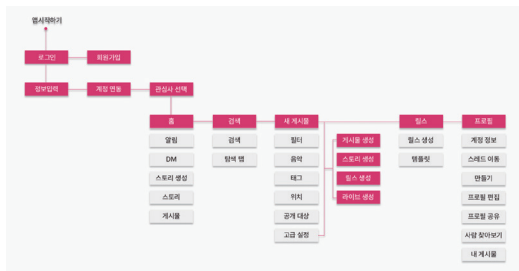 앱시작하기
로그인
회원가입
정보입력
계정 연동
관심사 선택
홈
검색
새 게시물
릴스
프로필
알림
검색
필터
게시물 생성
릴스 생성
계정 정보
DM
탐색 탭
음악
스토리 생성
템플릿
스레드 이동
스토리 생성
태그
릴스 생성
만들기
스토리
위치
라이브 생성
프로필 편집
게시물
공개 대상
프로필 공유
고급 설정
사람 찾아보기
내 게시물